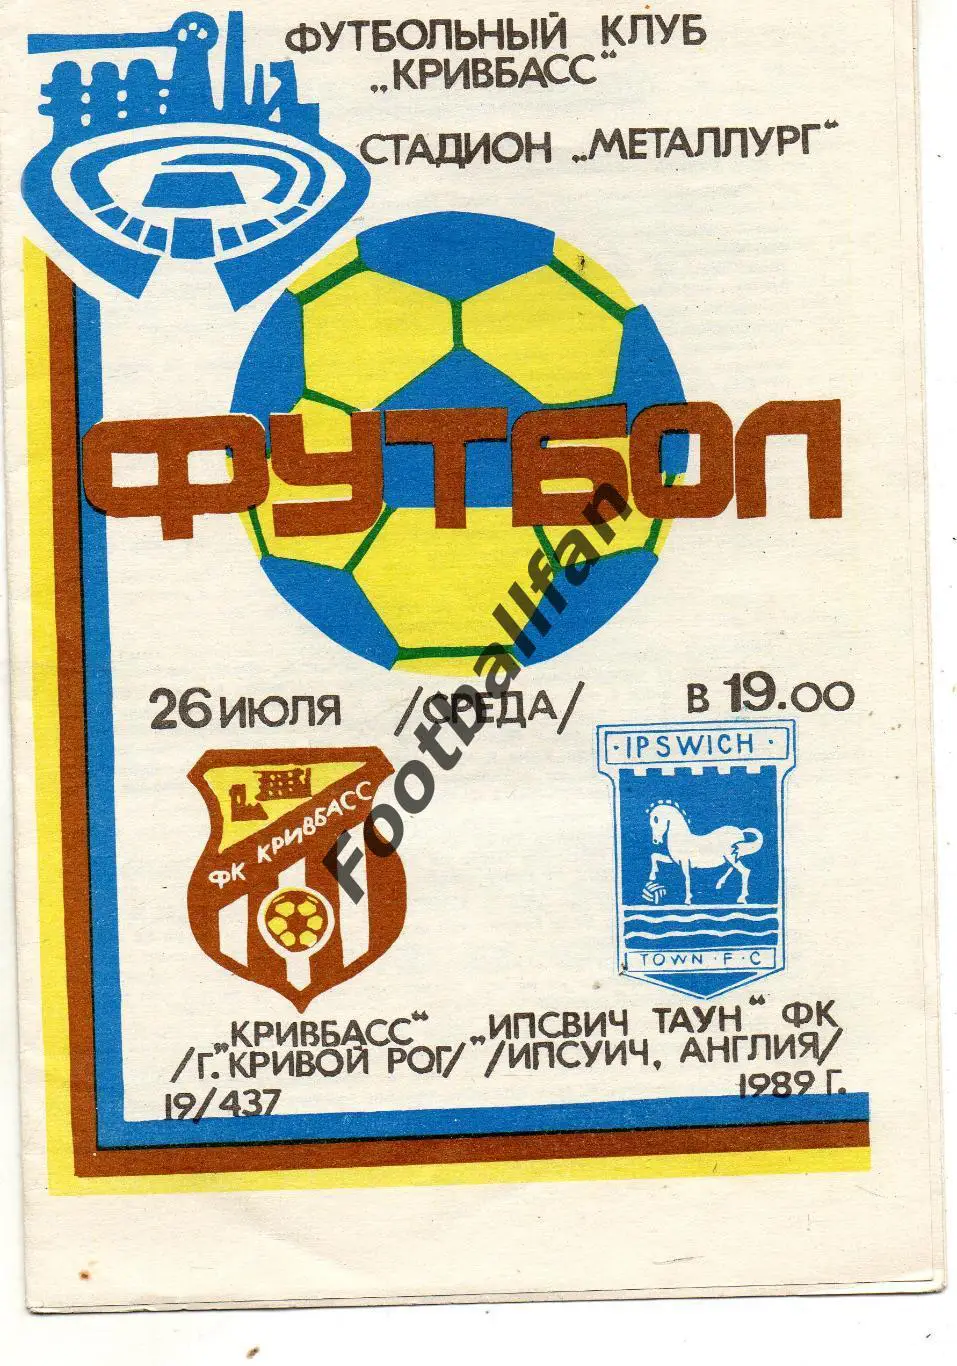 ФУТБОЛЬНЫЙ КЛУБ
„КРИВБАСС“
СТАДИОН „МЕТАЛЛУРГ“
ФУТБОЛ
26 ИЮЛЯ /СРЕДА/ В 19.00
ФК КРИВБАСС
·IPSWICH·
TOWN·F·C
„КРИВБАСС“ „ИПСВИЧ ТАУН“ ФК
/Г."КРИВОЙ РОГ/ /ИПСУИЧ, АНГЛИЯ/
19/437 1989 Г.
Footballfan